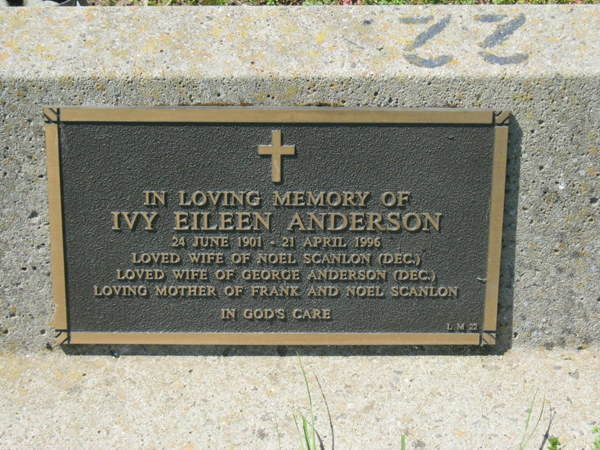 22
IN LOVING MEMORY OF
IVY EILEEN ANDERSON
24 JUNE 1901 - 21 APRIL 1996
LOVED WIFE OF NOEL SCANLON (DEC.)
LOVED WIFE OF GEORGE ANDERSON (DEC.)
LOVING MOTHER OF FRANK AND NOEL SCANLON
IN GOD'S CARE
L M 22